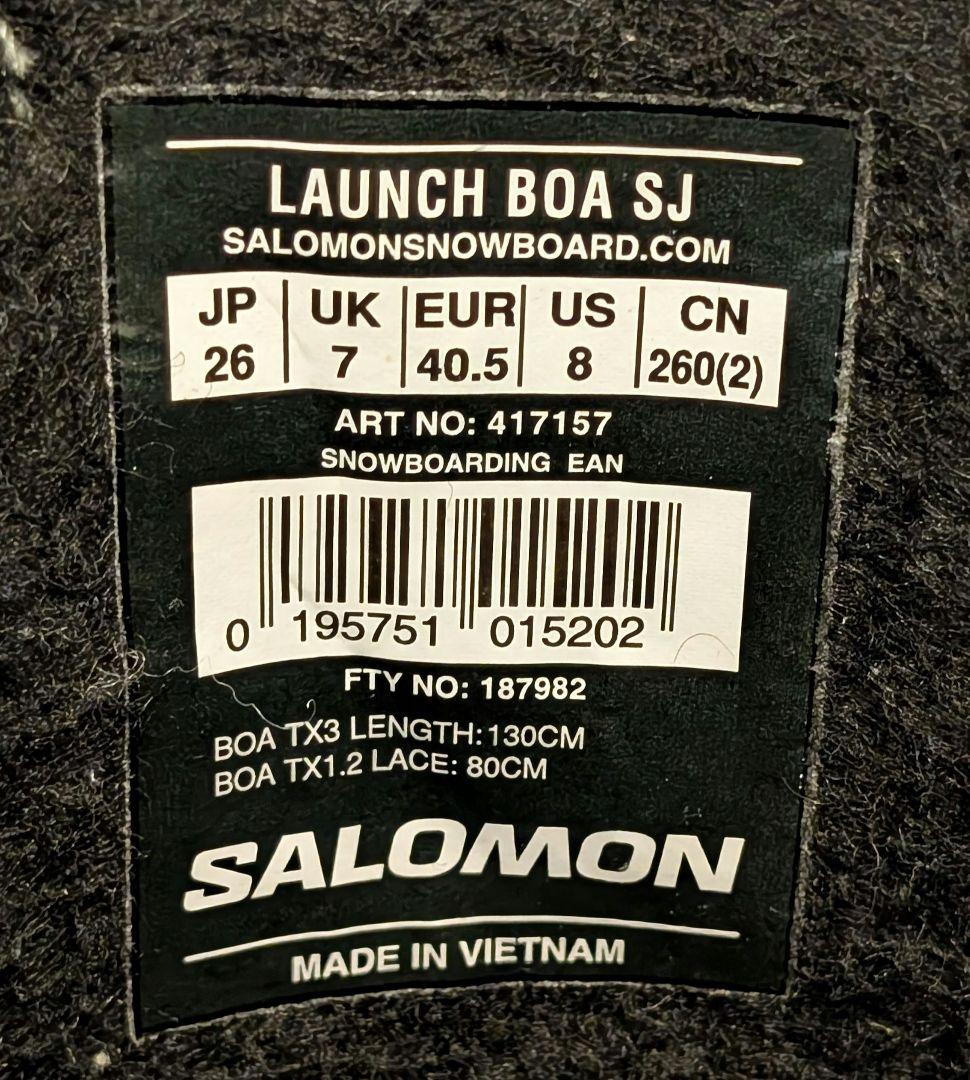 LAUNCH BOA SJ
SALOMONSNOWBOARD.COM
JP UK EUR US CN
26 7 40.5 8 260(2)
ART NO: 417157
SNOWBOARDING EAN
0 195751 015202
FTY NO: 187982
BOA TX3 LENGTH: 130CM
BOA TX1.2 LACE: 80CM
SALOMON
MADE IN VIETNAM